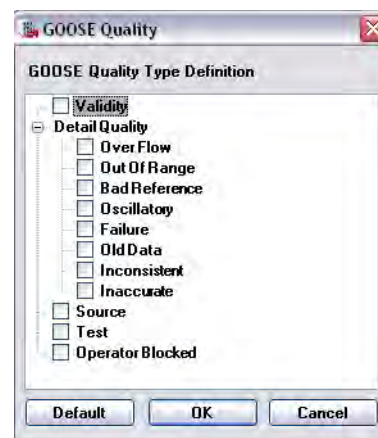 GOOSE Quality
GOOSE Quality Type Definition
Validity
Detail Quality
Over Flow
Out Of Range
Bad Reference
Oscillatory
Failure
Old Data
Inconsistent
Inaccurate
Source
Test
Operator Blocked
Default OK Cancel